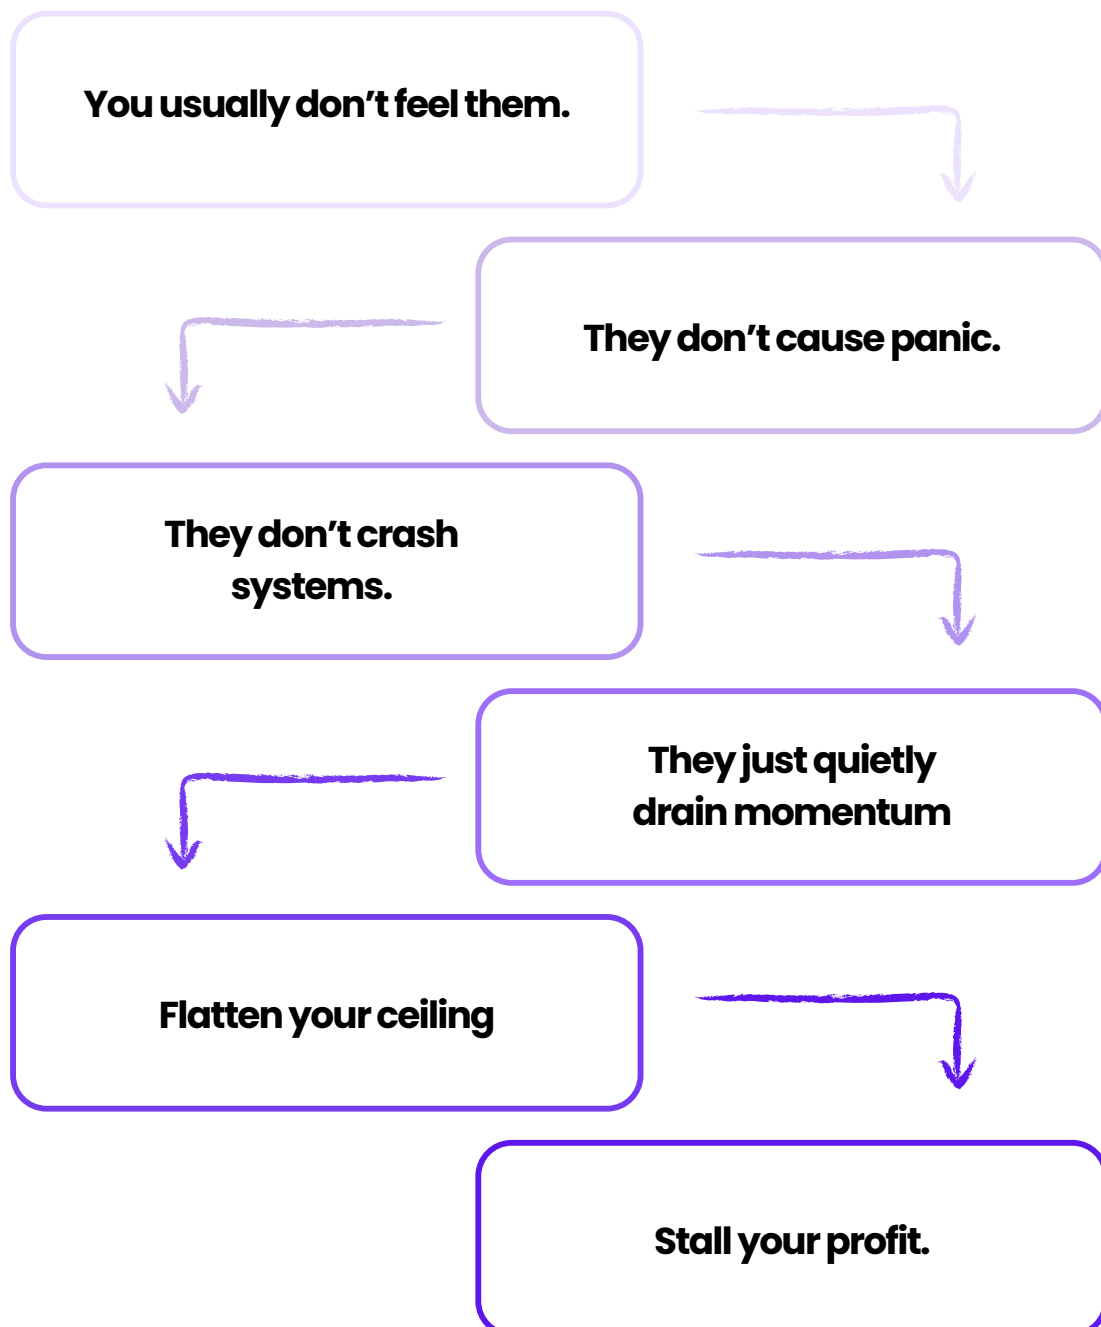 You usually don’t feel them.
They don’t cause panic.
They don’t crash
systems.
They just quietly
drain momentum
Flatten your ceiling
Stall your profit.